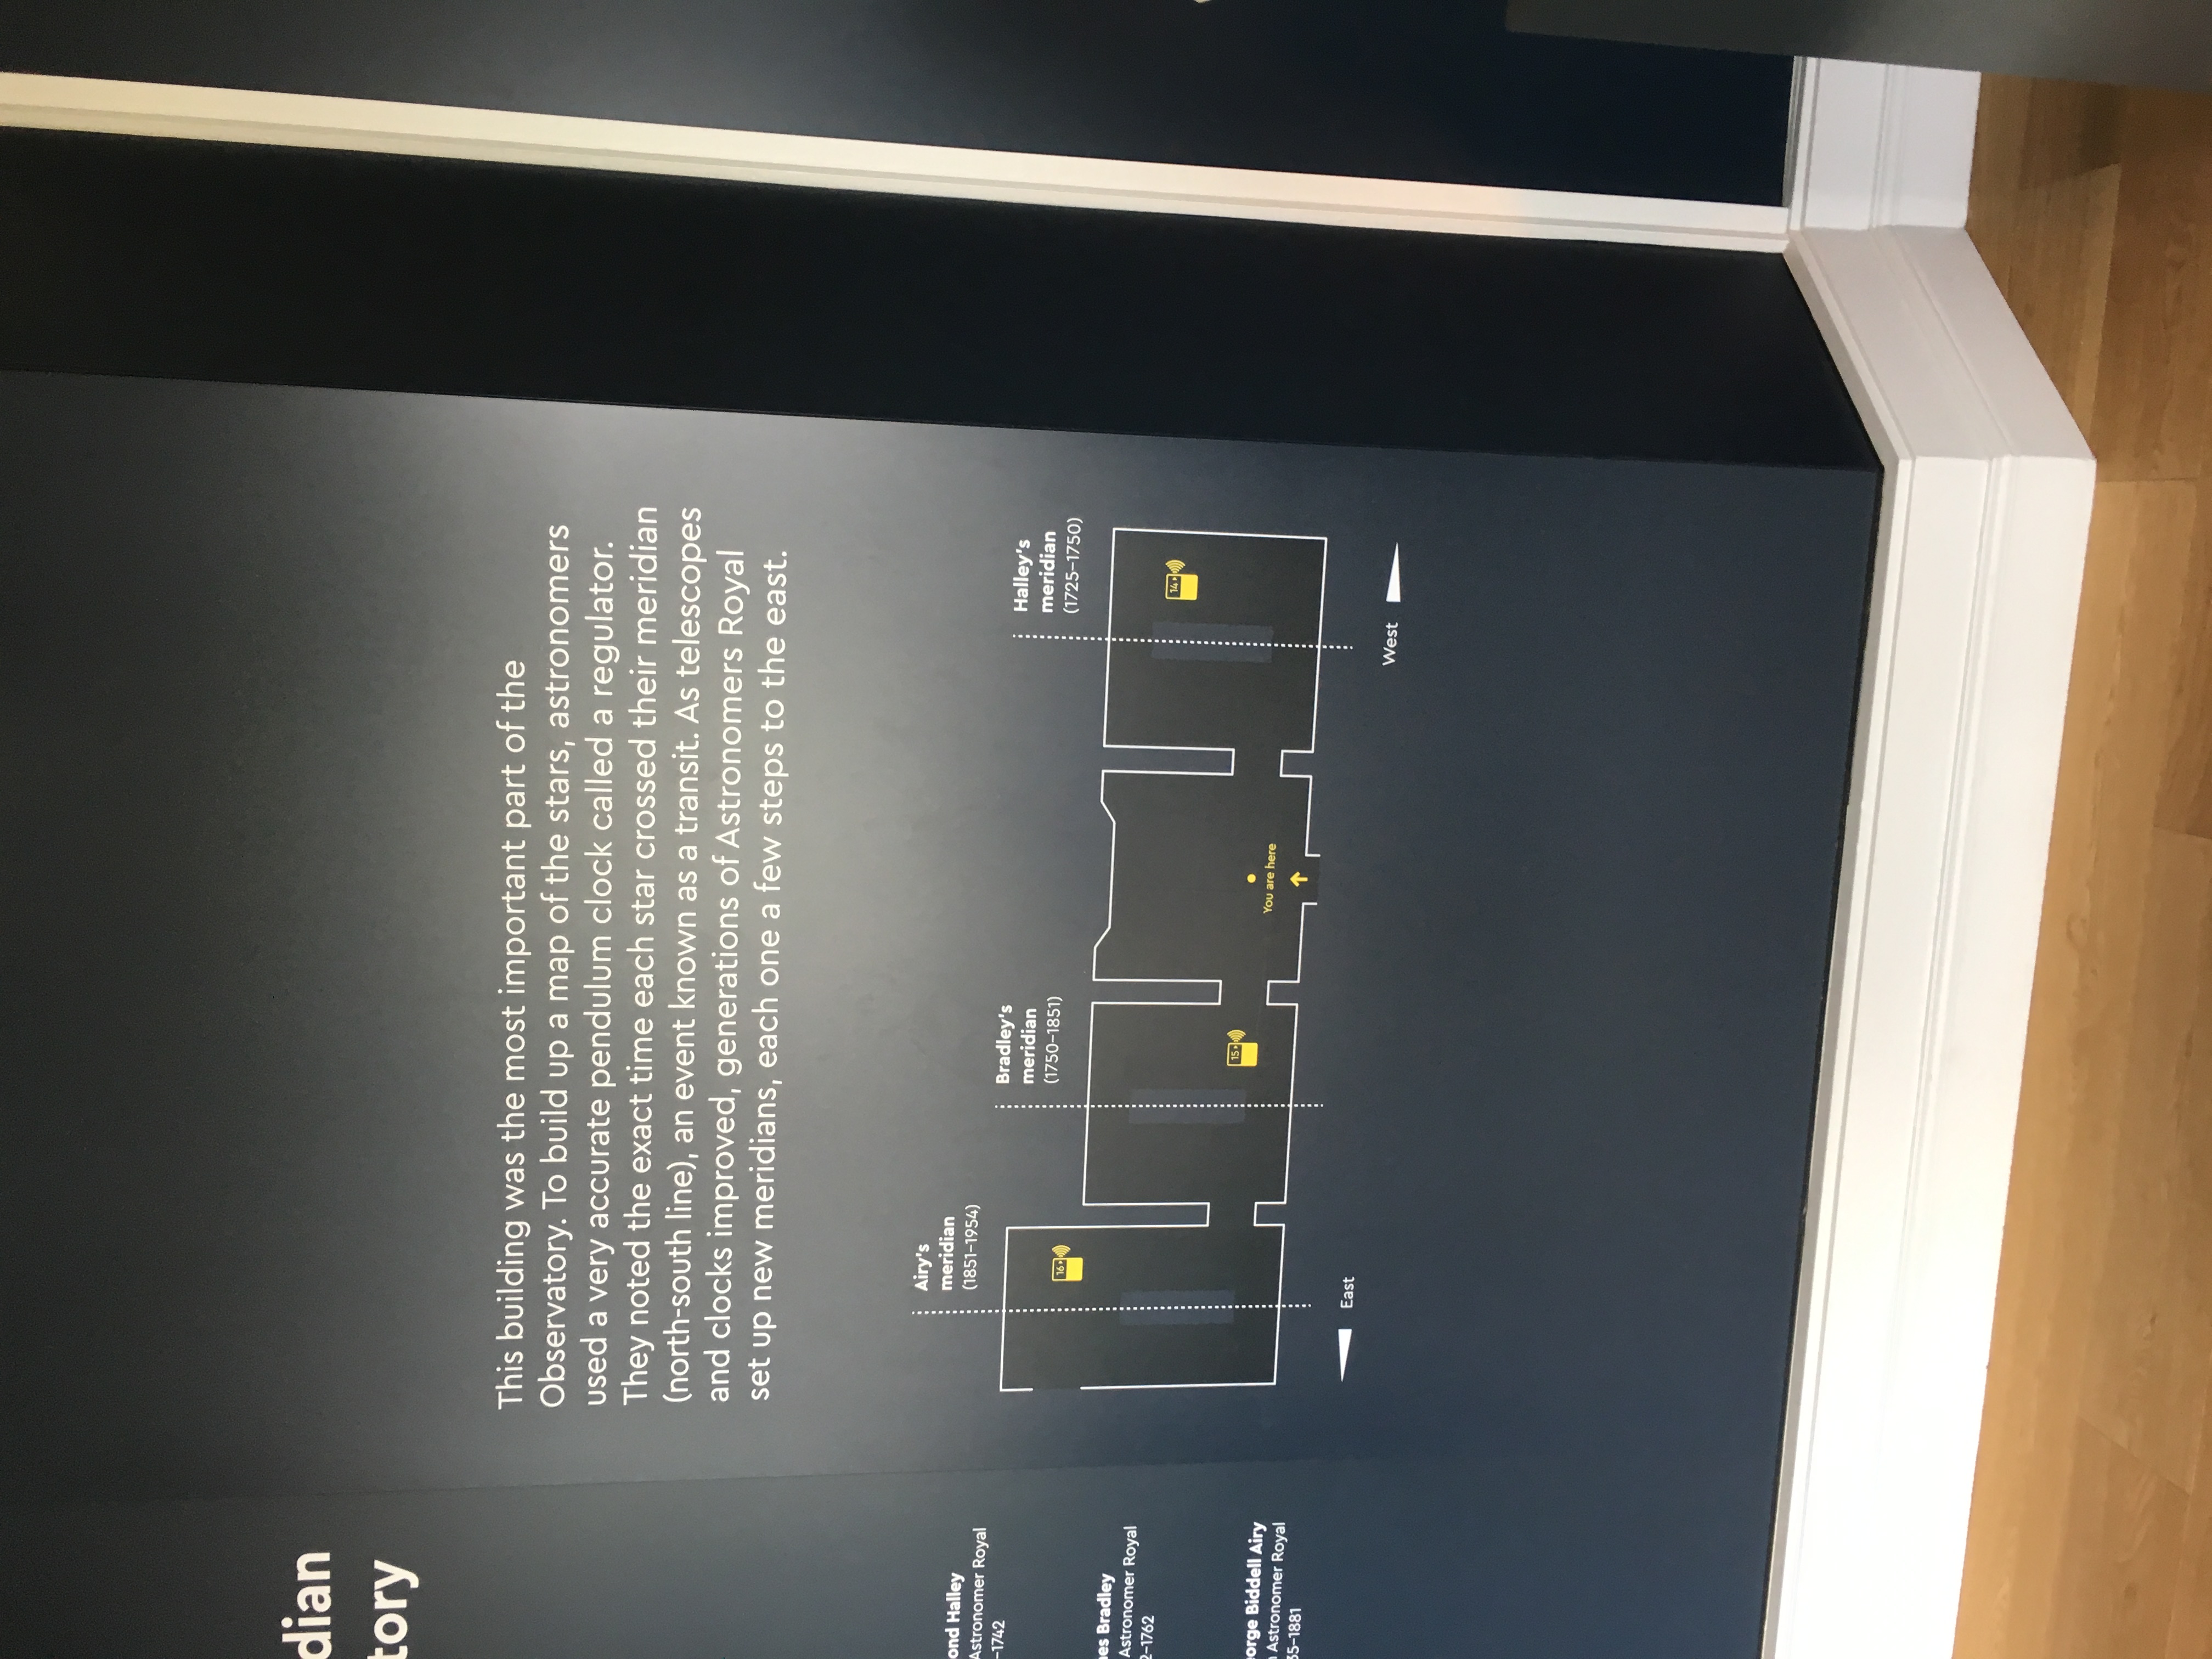 dian
tory
This building was the most important part of the
Observatory. To build up a map of the stars, astronomers
used a very accurate pendulum clock called a regulator.
They noted the exact time each star crossed their meridian
(north-south line), an event known as a transit. As telescopes
and clocks improved, generations of Astronomers Royal
set up new meridians, each one a few steps to the east.
ond Halley
Astronomer Royal
–1742
nes Bradley
Astronomer Royal
2–1762
orge Biddell Airy
n Astronomer Royal
35–1881
Airy's
meridian
(1851–1954)
Bradley's
meridian
(1750–1851)
Halley's
meridian
(1725–1750)
16
15
14
You are here
East
West